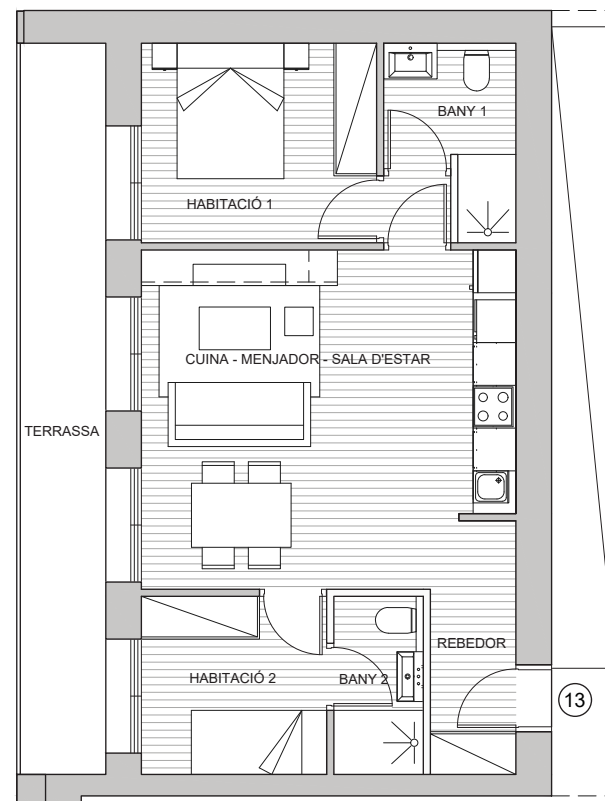 BANY 1
HABITACIÓ 1
CUINA - MENJADOR - SALA D'ESTAR
TERRASSA
REBEDOR
HABITACIÓ 2
BANY 2
13